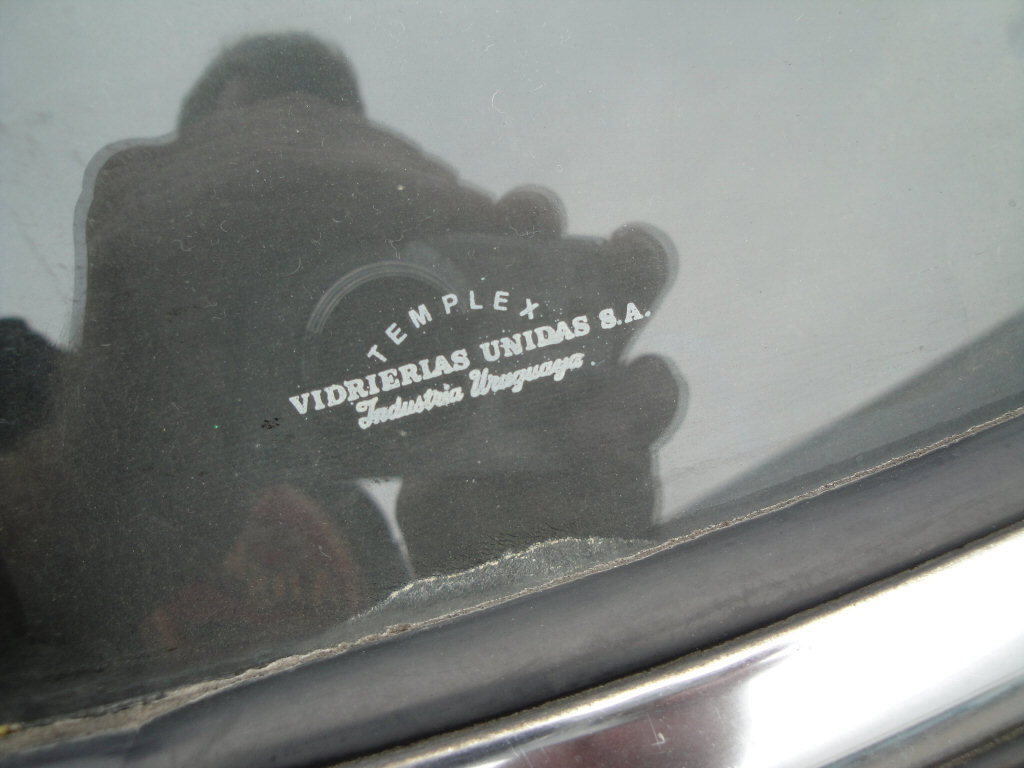 TEMPLEX
VIDRIERIAS UNIDAS S.A.
Industria Uruguaya